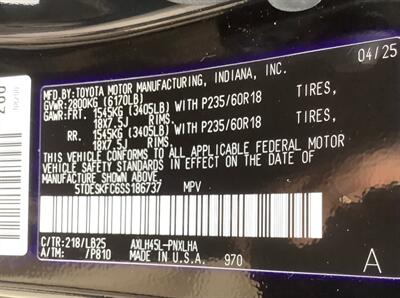 MFD.BY:TOYOTA MOTOR MANUFACTURING, INDIANA, INC. 04/25
GVWR:2800KG (6170LB)
GAWR:FRT. 1545KG (3405LB) WITH P235/60R18 TIRES,
18X7.5J RIMS,
RR. 1545KG (3405LB) WITH P235/60R18 TIRES,
18X7.5J RIMS,
THIS VEHICLE CONFORMS TO ALL APPLICABLE FEDERAL MOTOR
VEHICLE SAFETY STANDARDS IN EFFECT ON THE DATE OF
MANUFACTURE SHOWN ABOVE.
5TDESKFC6SS186737 MPV
C/TR:218/LB25 AXLH45L-PNXLHA
A/TM: /P810 MADE IN U.S.A. 970 A